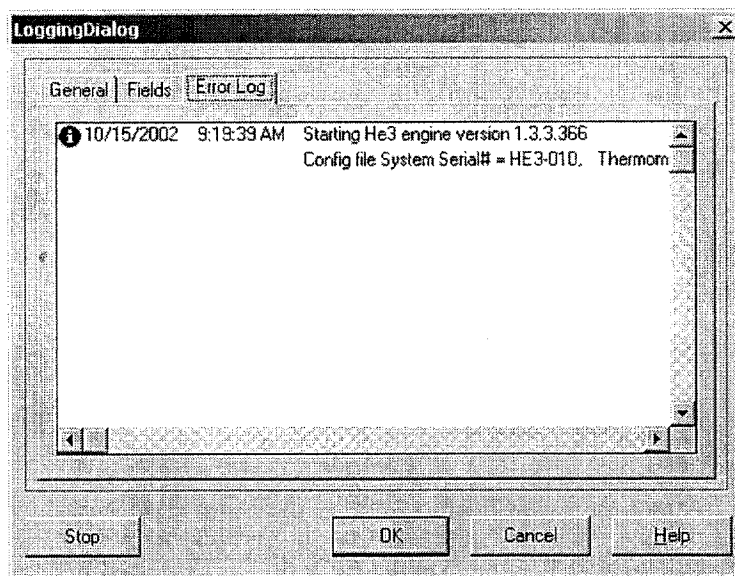 LoggingDialog
General Fields Error Log
10/15/2002 9:19:39 AM Starting He3 engine version 1.3.3.366
Config file System Serial# = HE3-010, Thermom
Stop OK Cancel Help